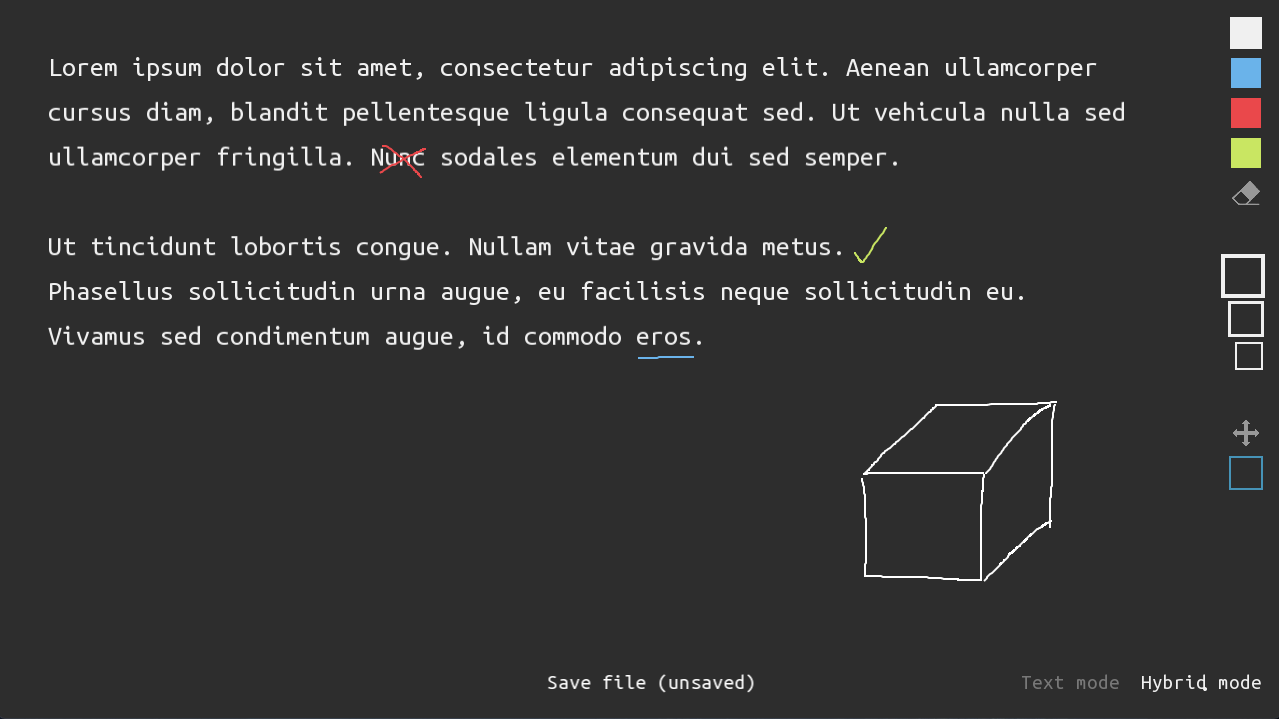 Lorem ipsum dolor sit amet, consectetur adipiscing elit. Aenean ullamcorper
cursus diam, blandit pellentesque ligula consequat sed. Ut vehicula nulla sed
ullamcorper fringilla. Nunc sodales elementum dui sed semper.
Ut tincidunt lobortis congue. Nullam vitae gravida metus.
Phasellus sollicitudin urna augue, eu facilisis neque sollicitudin eu.
Vivamus sed condimentum augue, id commodo eros.
Save file (unsaved)
Text mode
Hybrid mode